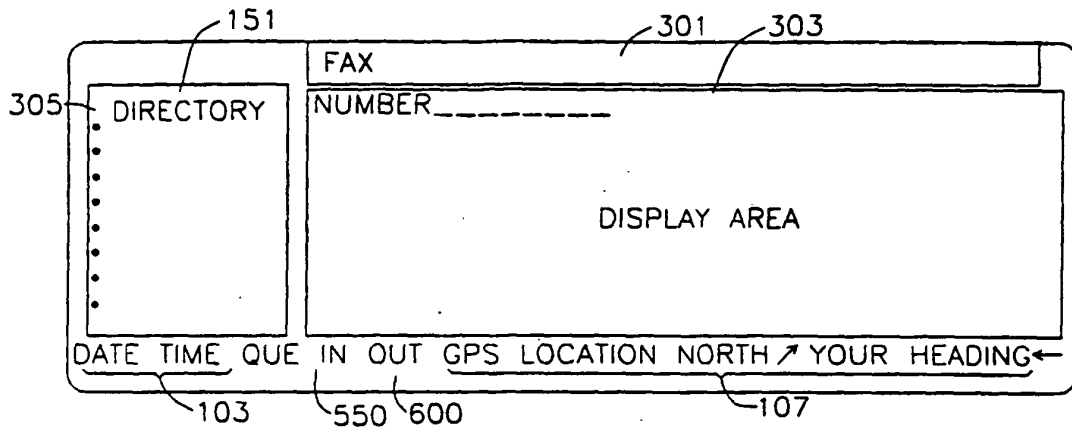 151
301
303
FAX
305
DIRECTORY
NUMBER_ _ _ _ _ _ _ _
DISPLAY AREA
DATE TIME QUE IN OUT GPS LOCATION NORTH↗ YOUR HEADING←
103
550
600
107